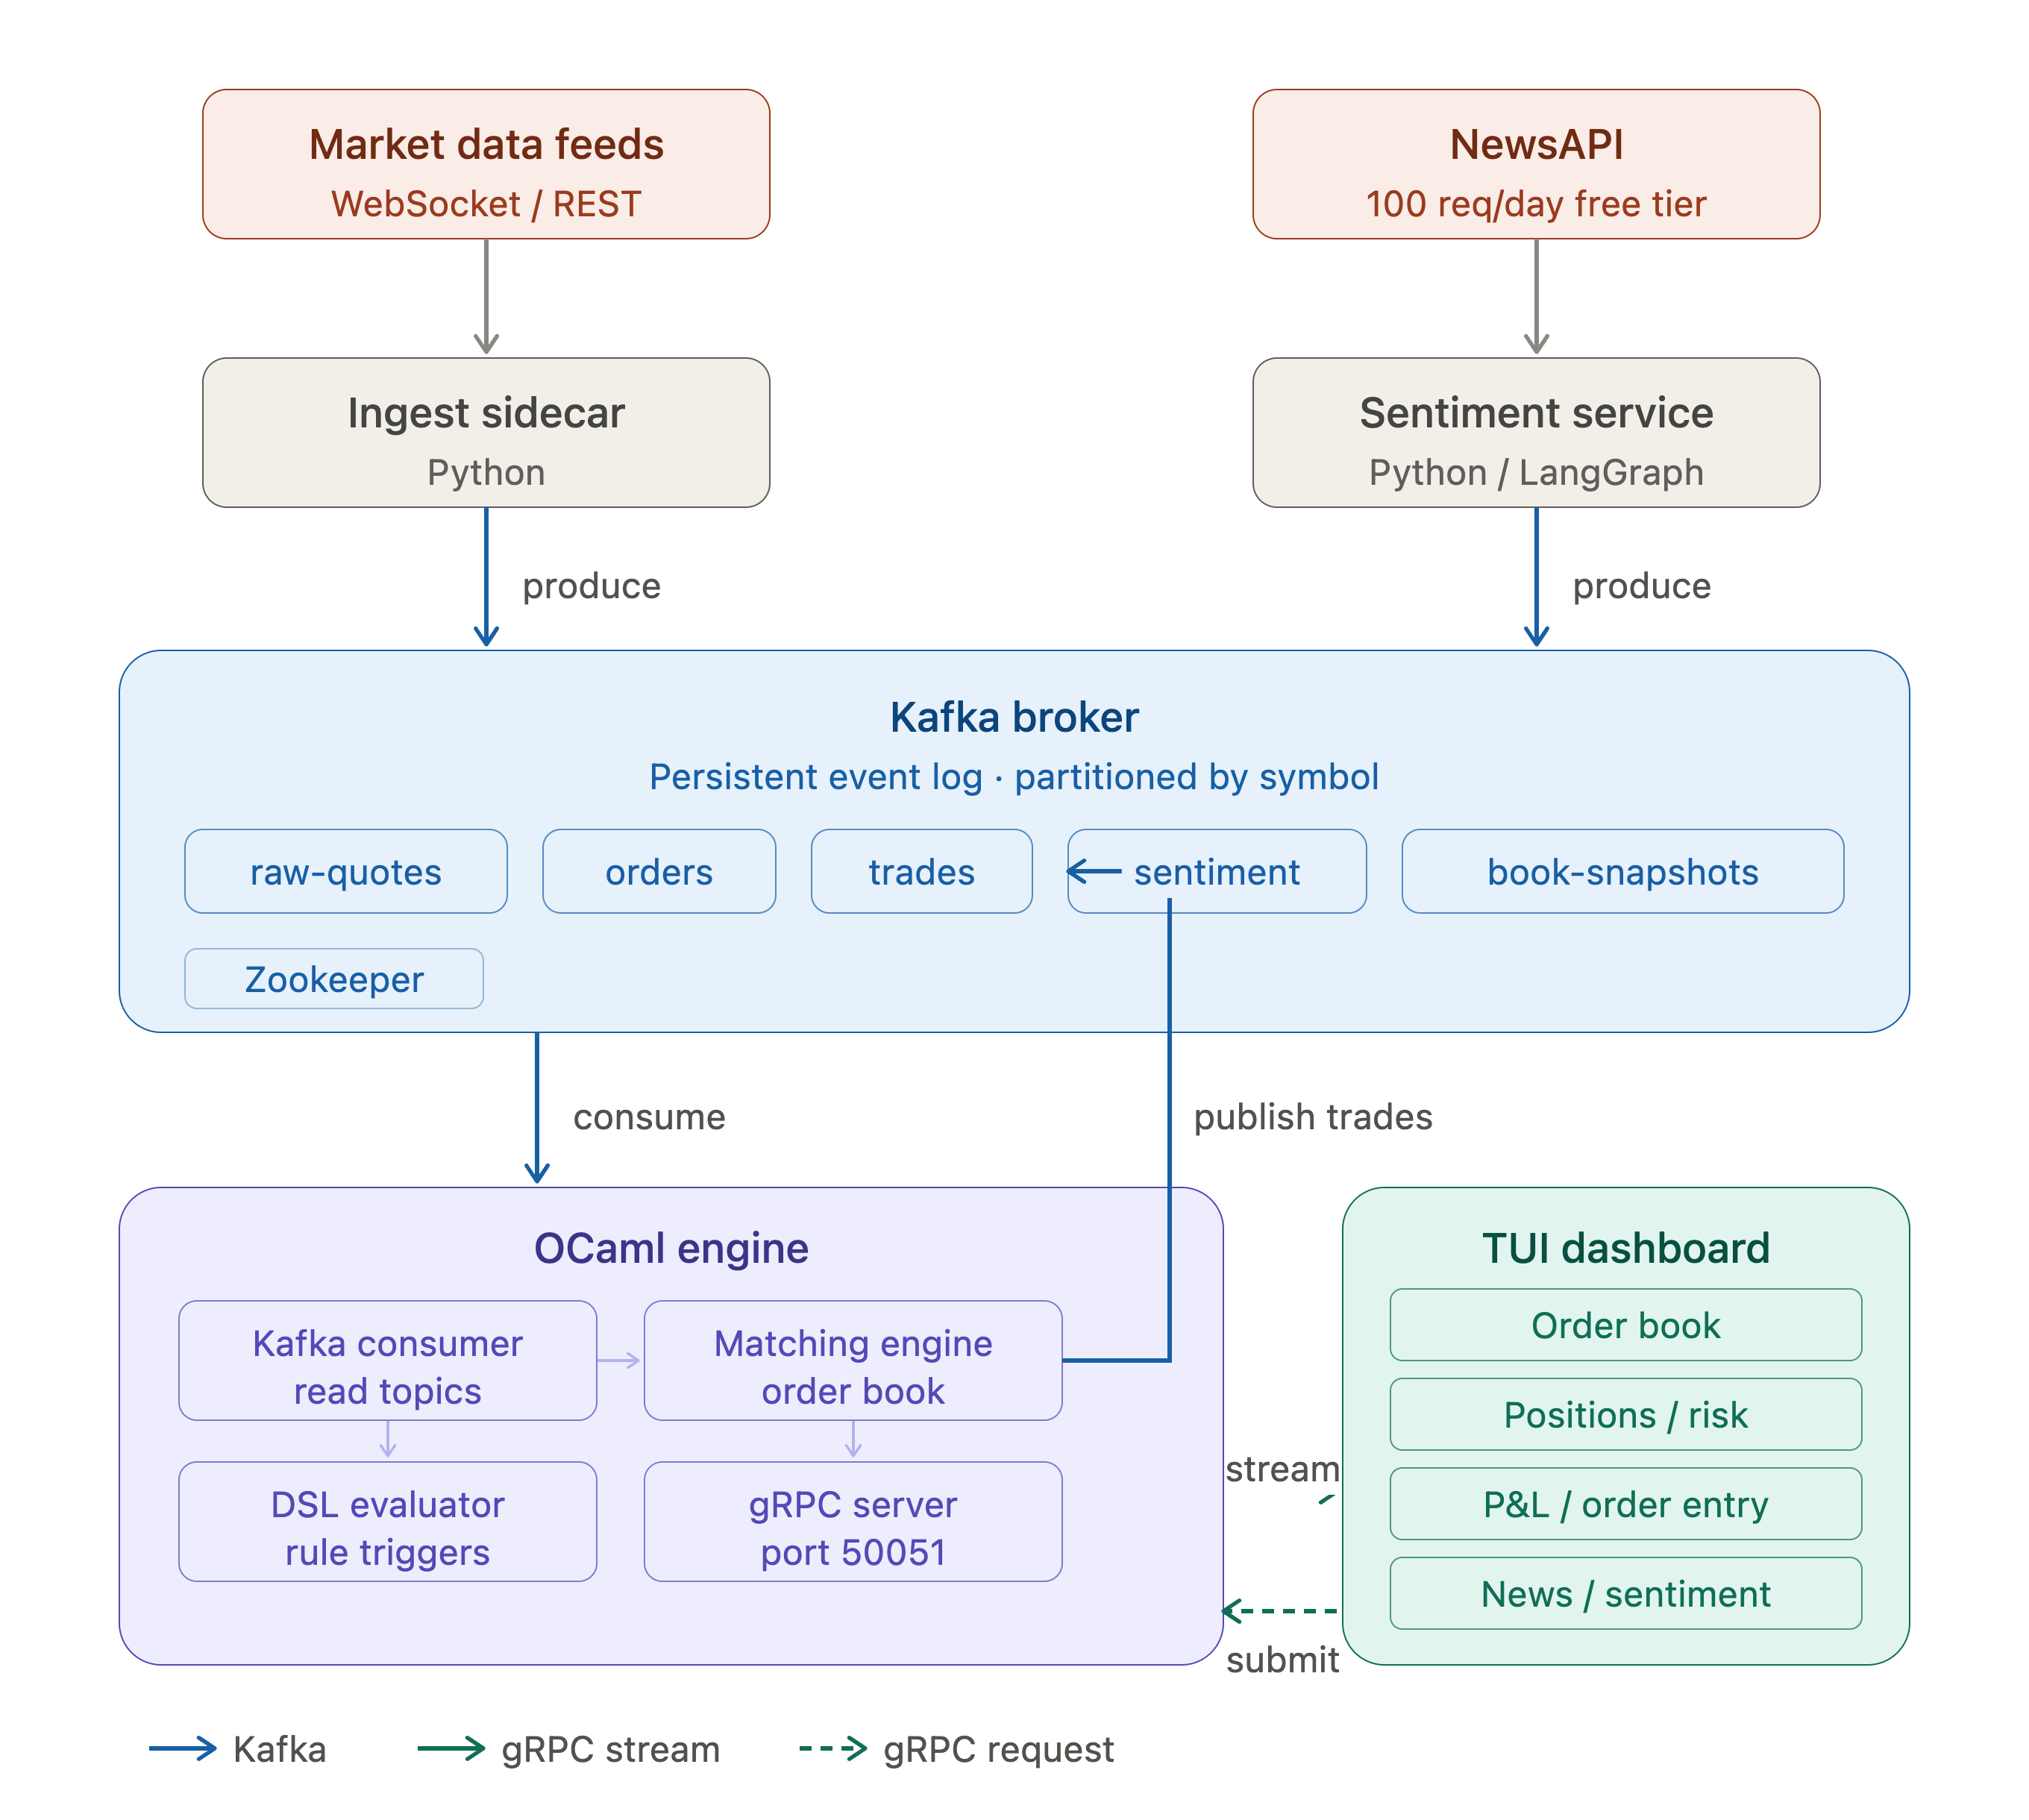 Market data feeds
WebSocket / REST
NewsAPI
100 req/day free tier
Ingest sidecar
Python
Sentiment service
Python / LangGraph
produce
produce
Kafka broker
Persistent event log · partitioned by symbol
raw-quotes
orders
trades
sentiment
book-snapshots
Zookeeper
consume
publish trades
OCaml engine
Kafka consumer
read topics
Matching engine
order book
DSL evaluator
rule triggers
gRPC server
port 50051
stream
submit
TUI dashboard
Order book
Positions / risk
P&L / order entry
News / sentiment
Kafka
gRPC stream
gRPC request